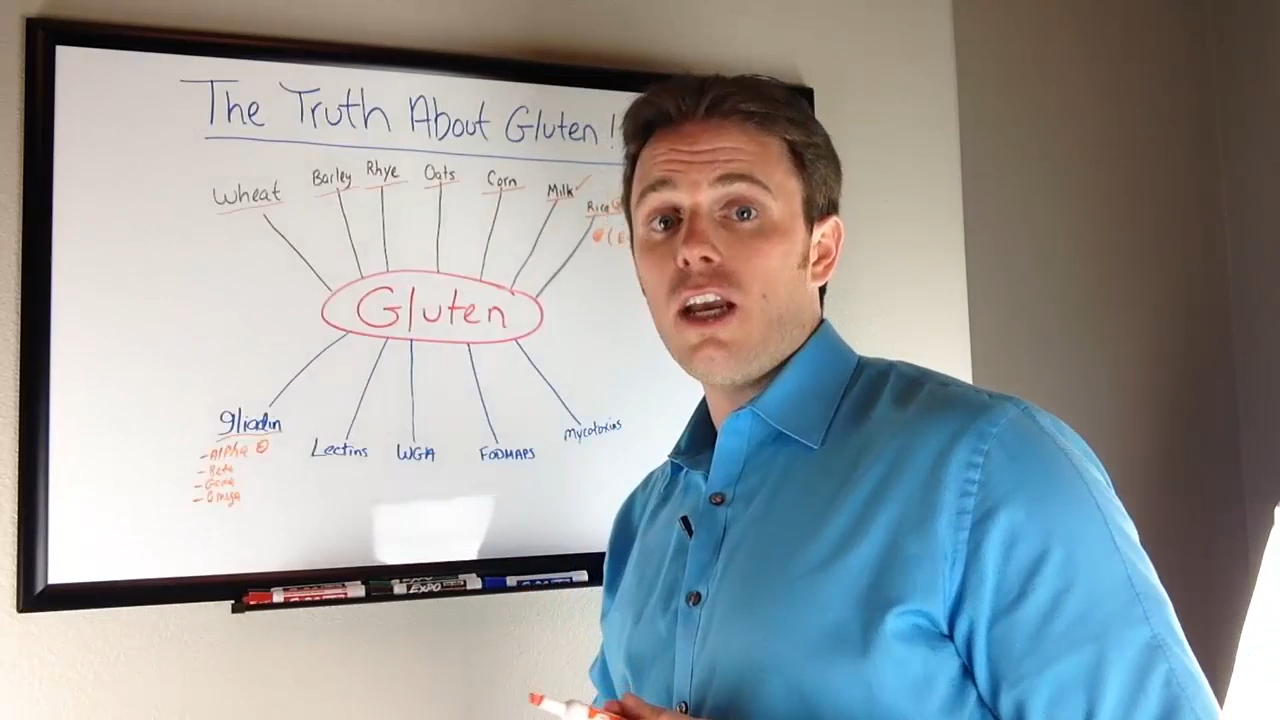 The Truth About Gluten !
Wheat
Barley
Rhye
Oats
Corn
Milk ✓
Rice
(E
Gluten
gliadin
- Alpha
- Beta
- Gama
- Omega
Lectins
WGA
FODMAPS
Mycotoxins
EXPO